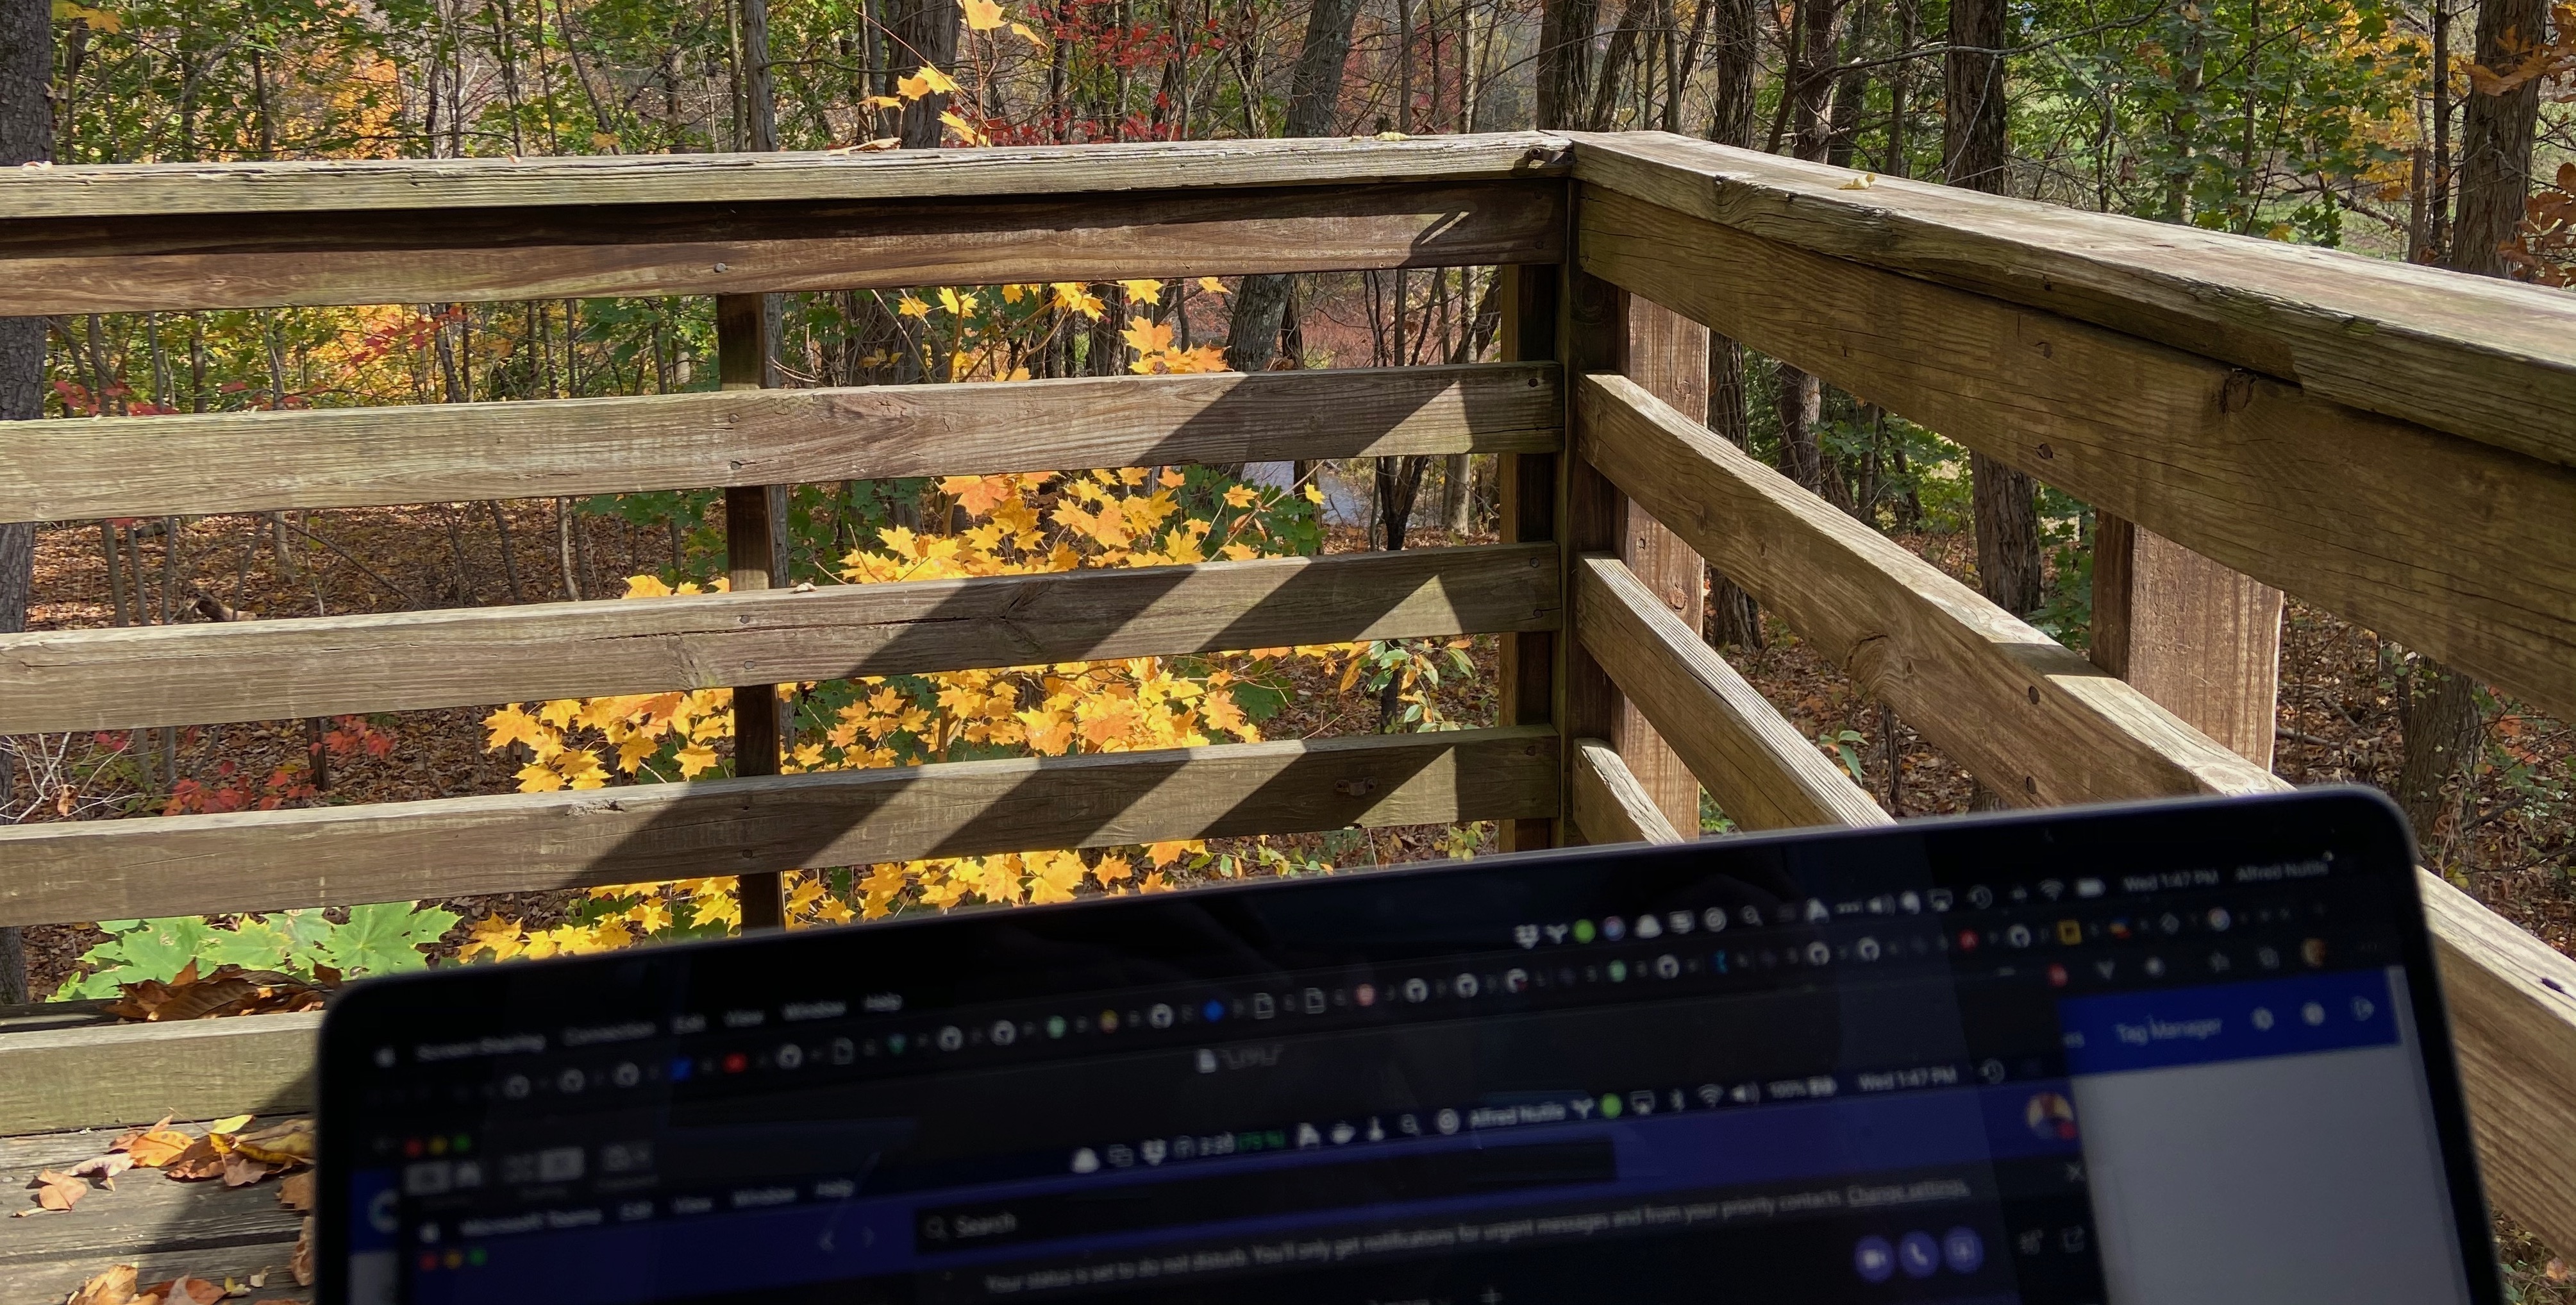 Wed 1:47 PM Alfred Nutile
Screen Sharing Connection Edit View Window Help
Tag Manager
100% Wed 1:47 PM
Alfred Nutile
Microsoft Teams Edit View Window Help
Search
Your status is set to do not disturb. You'll only get notifications for urgent messages and from your priority contacts. Change settings.